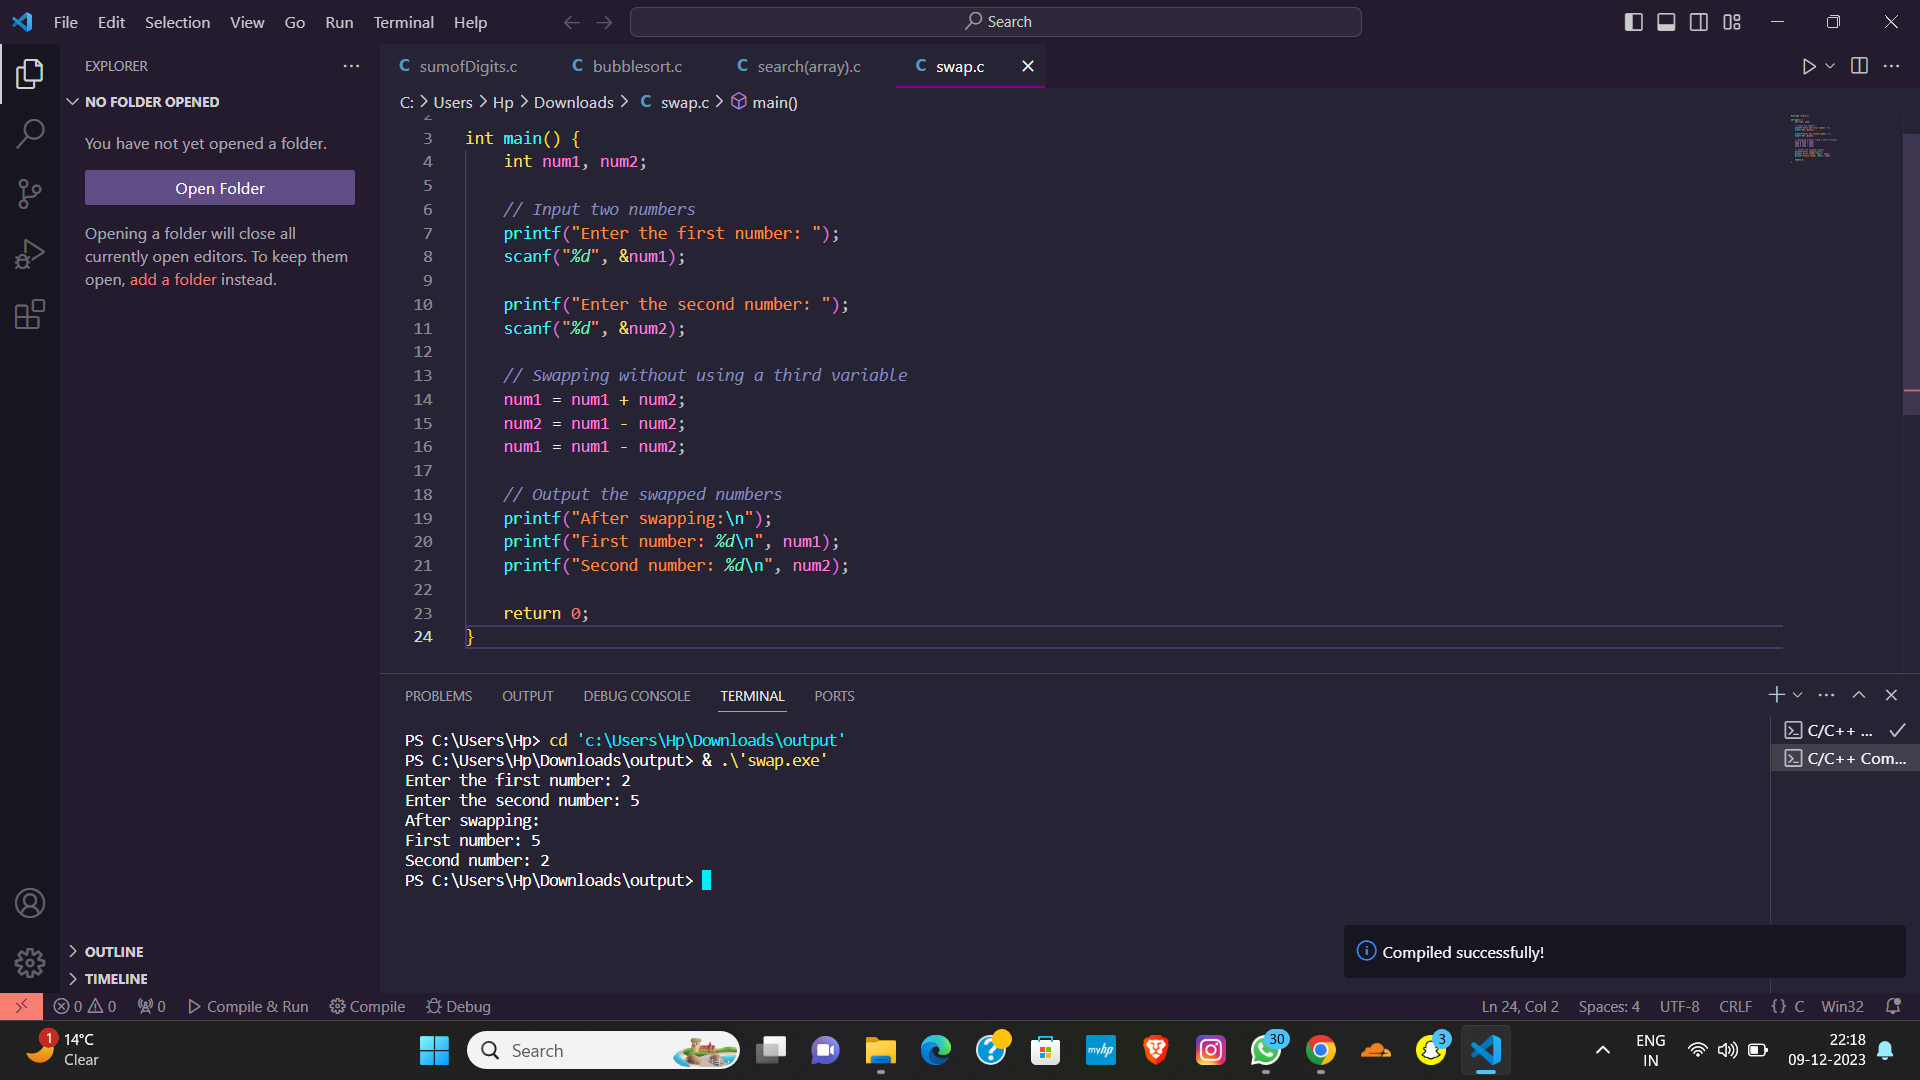 File Edit Selection View Go Run Terminal Help
Search
EXPLORER
NO FOLDER OPENED
You have not yet opened a folder.
Open Folder
Opening a folder will close all
currently open editors. To keep them
open, add a folder instead.
OUTLINE
TIMELINE
C sumofDigits.c C bubblesort.c C search(array).c C swap.c
C: > Users > Hp > Downloads > C swap.c > main()
2
3 int main() {
4 int num1, num2;
5
6 // Input two numbers
7 printf("Enter the first number: ");
8 scanf("%d", &num1);
9
10 printf("Enter the second number: ");
11 scanf("%d", &num2);
12
13 // Swapping without using a third variable
14 num1 = num1 + num2;
15 num2 = num1 - num2;
16 num1 = num1 - num2;
17
18 // Output the swapped numbers
19 printf("After swapping:\n");
20 printf("First number: %d\n", num1);
21 printf("Second number: %d\n", num2);
22
23 return 0;
24 }
PROBLEMS OUTPUT DEBUG CONSOLE TERMINAL PORTS
PS C:\Users\Hp> cd 'c:\Users\Hp\Downloads\output'
PS C:\Users\Hp\Downloads\output> & .\'swap.exe'
Enter the first number: 2
Enter the second number: 5
After swapping:
First number: 5
Second number: 2
PS C:\Users\Hp\Downloads\output>
C/C++ ...
C/C++ Com...
Compiled successfully!
0 0 0 Compile & Run Compile Debug
Ln 24, Col 2 Spaces: 4 UTF-8 CRLF {} C Win32
1 14°C
Clear
Search
myhp
30
3
ENG
IN
22:18
09-12-2023